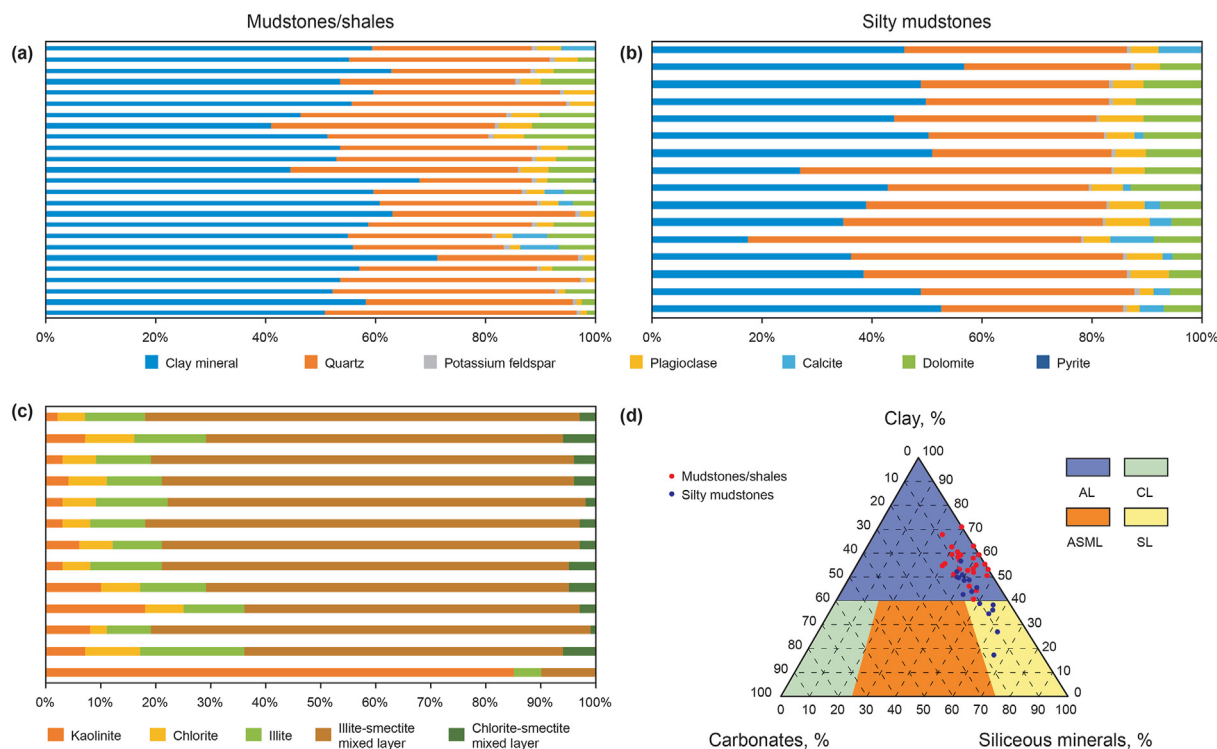 Mudstones/shales
Silty mudstones
(a)
(b)
0% 20% 40% 60% 80% 100%
0% 20% 40% 60% 80% 100%
Clay mineral Quartz Potassium feldspar Plagioclase Calcite Dolomite Pyrite
(c)
0% 10% 20% 30% 40% 50% 60% 70% 80% 90% 100%
Kaolinite Chlorite Illite Illite-smectite mixed layer Chlorite-smectite mixed layer
(d)
Clay, %
Mudstones/shales
Silty mudstones
AL CL
ASML SL
0 100
10 90
20 80
30 70
40 60
50 50
60 40
70 30
80 20
90 10
100 0
0 10 20 30 40 50 60 70 80 90 100
Carbonates, % Siliceous minerals, %